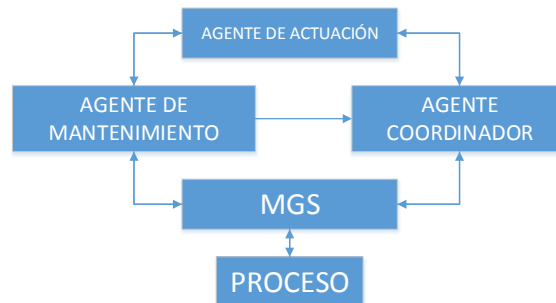 AGENTE DE ACTUACIÓN
AGENTE DE
MANTENIMIENTO
AGENTE
COORDINADOR
MGS
PROCESO